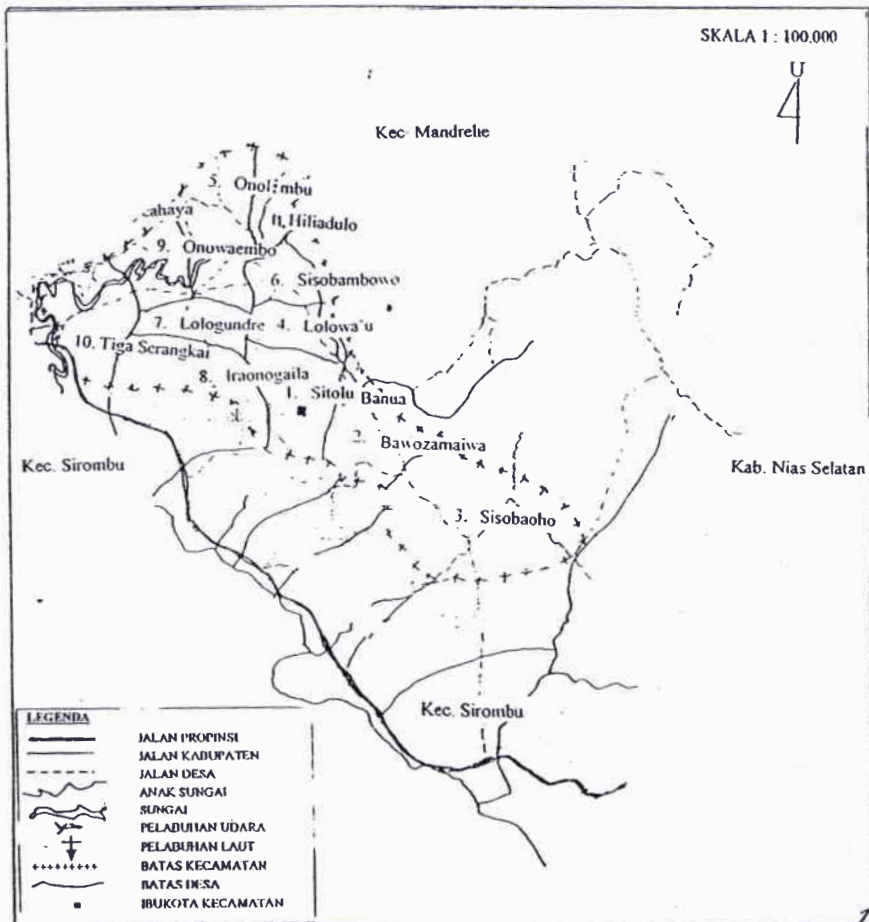 SKALA 1 : 100.000
U
Kec Mandrehe
5. Onolimbu
cahaya
11. Hiliadulo
9. Onowaembo
6. Sisobambowo
7. Lologundre
4. Lolowa'u
10. Tiga Serangkai
8. Iraonogaila
1. Sitolu Banua
2.
Bawozamaiwa
Kec. Sirombu
Kab. Nias Selatan
3. Sisobaoho
Kec. Sirombu
LEGENDA
JALAN PROPINSI
JALAN KABUPATEN
JALAN DESA
ANAK SUNGAI
SUNGAI
PELABUHAN UDARA
PELABUHAN LAUT
BATAS KECAMATAN
BATAS DESA
IBUKOTA KECAMATAN